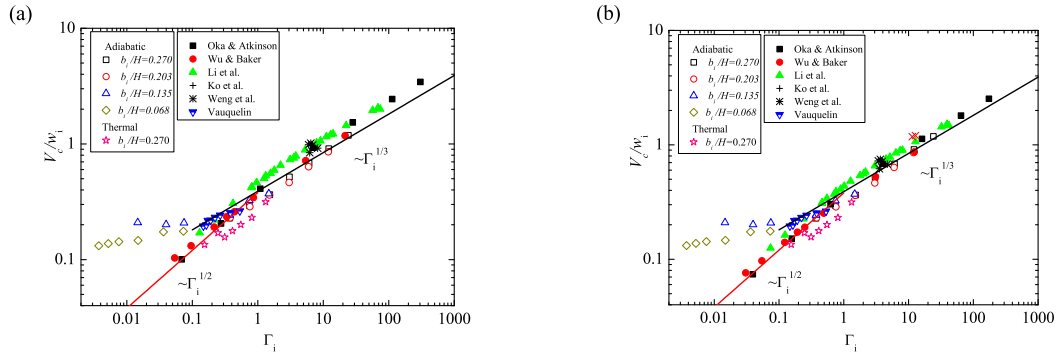 (a)
10
1
0.1
V_c/w_i
Adiabatic
b_i/H=0.270
b_i/H=0.203
b_i/H=0.135
b_i/H=0.068
Thermal
b_i/H=0.270
Oka & Atkinson
Wu & Baker
Li et al.
Ko et al.
Weng et al.
Vauquelin
~Γ_i^{1/3}
~Γ_i^{1/2}
0.01 0.1 1 10 100 1000
Γ_i
(b)
10
1
0.1
V_c/w_i
Adiabatic
b_i/H=0.270
b_i/H=0.203
b_i/H=0.135
b_i/H=0.068
Thermal
b_i/H=0.270
Oka & Atkinson
Wu & Baker
Li et al.
Ko et al.
Weng et al.
Vauquelin
~Γ_i^{1/3}
~Γ_i^{1/2}
0.01 0.1 1 10 100 1000
Γ_i